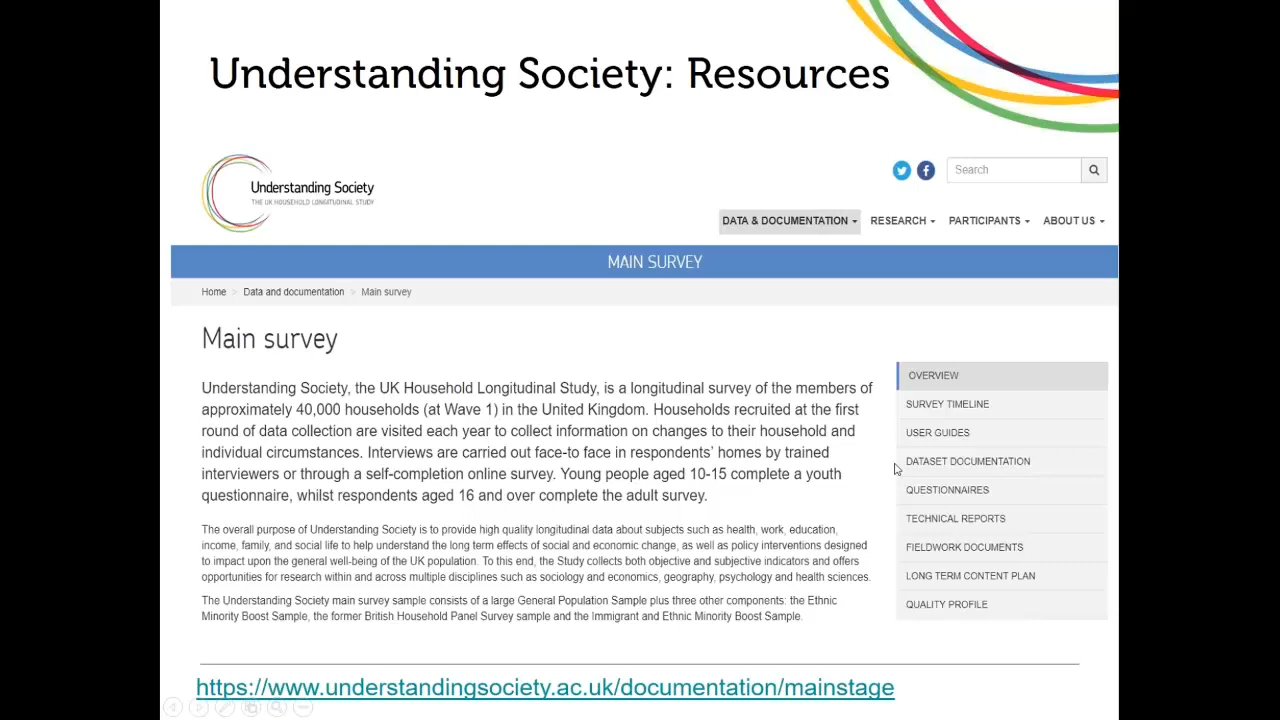 Understanding Society: Resources
Understanding Society
THE UK HOUSEHOLD LONGITUDINAL STUDY
Search
DATA & DOCUMENTATION RESEARCH PARTICIPANTS ABOUT US
MAIN SURVEY
Home > Data and documentation > Main survey
Main survey
Understanding Society, the UK Household Longitudinal Study, is a longitudinal survey of the members of
approximately 40,000 households (at Wave 1) in the United Kingdom. Households recruited at the first
round of data collection are visited each year to collect information on changes to their household and
individual circumstances. Interviews are carried out face-to face in respondents’ homes by trained
interviewers or through a self-completion online survey. Young people aged 10-15 complete a youth
questionnaire, whilst respondents aged 16 and over complete the adult survey.
The overall purpose of Understanding Society is to provide high quality longitudinal data about subjects such as health, work, education,
income, family, and social life to help understand the long term effects of social and economic change, as well as policy interventions designed
to impact upon the general well-being of the UK population. To this end, the Study collects both objective and subjective indicators and offers
opportunities for research within and across multiple disciplines such as sociology and economics, geography, psychology and health sciences.
The Understanding Society main survey sample consists of a large General Population Sample plus three other components: the Ethnic
Minority Boost Sample, the former British Household Panel Survey sample and the Immigrant and Ethnic Minority Boost Sample.
OVERVIEW
SURVEY TIMELINE
USER GUIDES
DATASET DOCUMENTATION
QUESTIONNAIRES
TECHNICAL REPORTS
FIELDWORK DOCUMENTS
LONG TERM CONTENT PLAN
QUALITY PROFILE
https://www.understandingsociety.ac.uk/documentation/mainstage